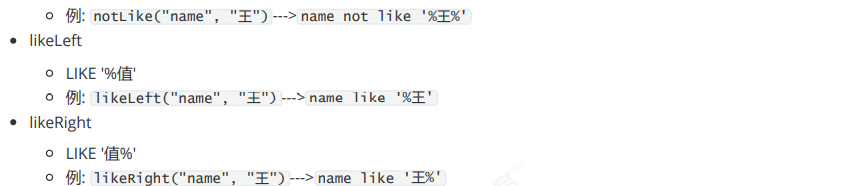 例: notLike("name", "王")--->name not like '%王%'
likeLeft
LIKE '%值'
例: likeLeft("name", "王")--->name like '%王'
likeRight
LIKE '值%'
例: likeRight("name", "王")--->name like '王%'